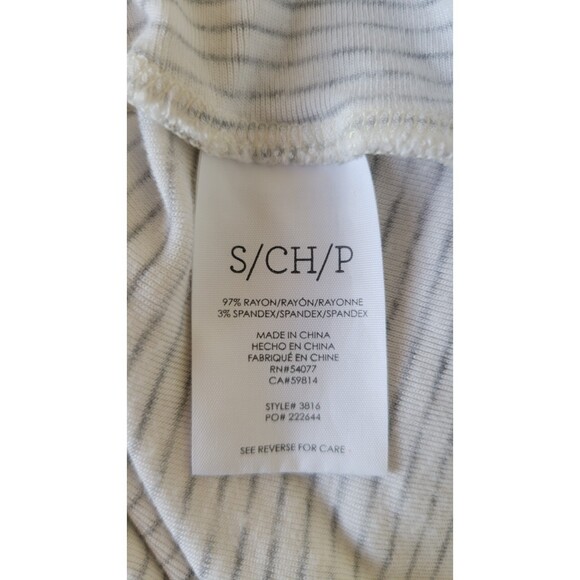 S/CH/P
97% RAYON/RAYÓN/RAYONNE
3% SPANDEX/SPANDEX/SPANDEX
MADE IN CHINA
HECHO EN CHINA
FABRIQUÉ EN CHINE
RN#54077
CA#59814
STYLE# 3816
PO# 222644
SEE REVERSE FOR CARE